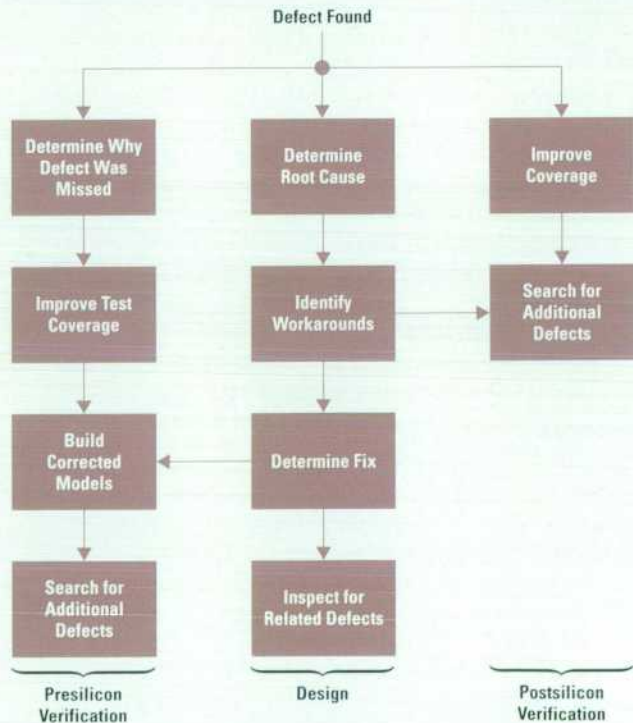 Defect Found
Determine Why
Defect Was
Missed
Determine
Root Cause
Improve
Coverage
Improve Test
Coverage
Identify
Workarounds
Search for
Additional
Defects
Build
Corrected
Models
Determine Fix
Search for
Additional
Defects
Inspect for
Related Defects
Presilicon
Verification
Design
Postsilicon
Verification